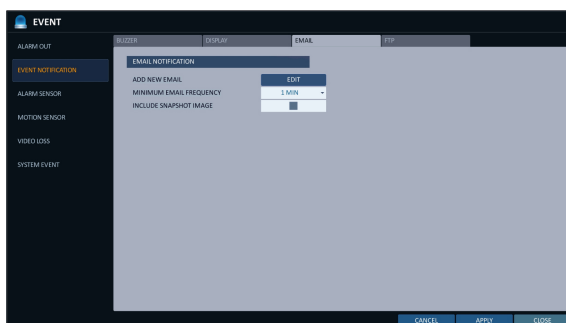 EVENT
BUZZER DISPLAY EMAIL FTP
ALARM OUT
EVENT NOTIFICATION
ALARM SENSOR
MOTION SENSOR
VIDEO LOSS
SYSTEM EVENT
EMAIL NOTIFICATION
ADD NEW EMAIL EDIT
MINIMUM EMAIL FREQUENCY 1 MIN
INCLUDE SNAPSHOT IMAGE
CANCEL APPLY CLOSE